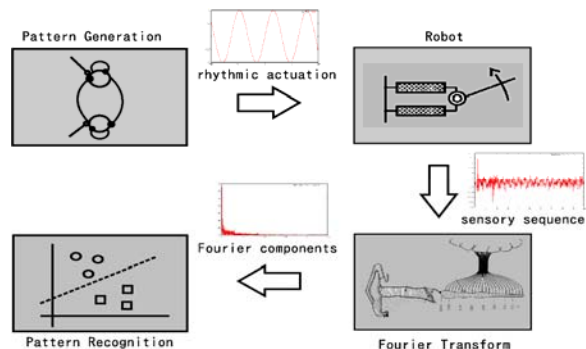 Pattern Generation
rhythmic actuation
Robot
sensory sequence
Fourier components
Pattern Recognition
Fourier Transform